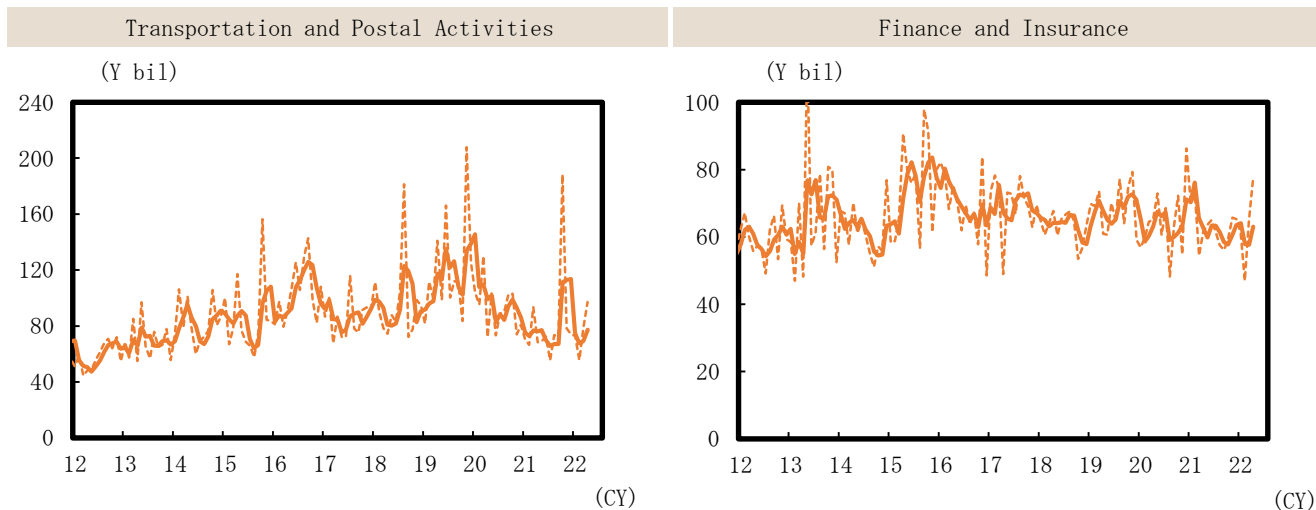 Transportation and Postal Activities
(Y bil)
240
200
160
120
80
40
0
12 13 14 15 16 17 18 19 20 21 22
(CY)
Finance and Insurance
(Y bil)
100
80
60
40
20
0
12 13 14 15 16 17 18 19 20 21 22
(CY)